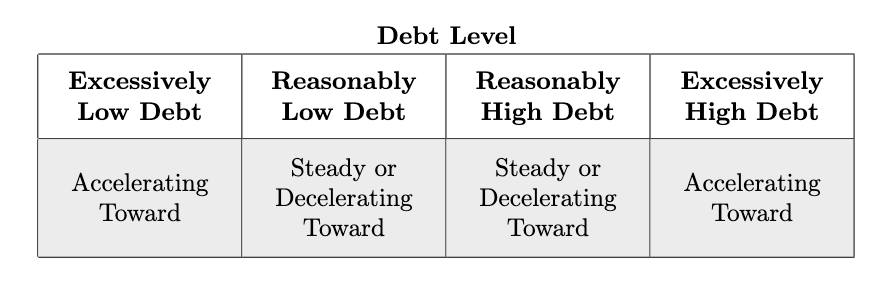 Debt Level
Excessively
Low Debt
Reasonably
Low Debt
Reasonably
High Debt
Excessively
High Debt
Accelerating
Toward
Steady or
Decelerating
Toward
Steady or
Decelerating
Toward
Accelerating
Toward